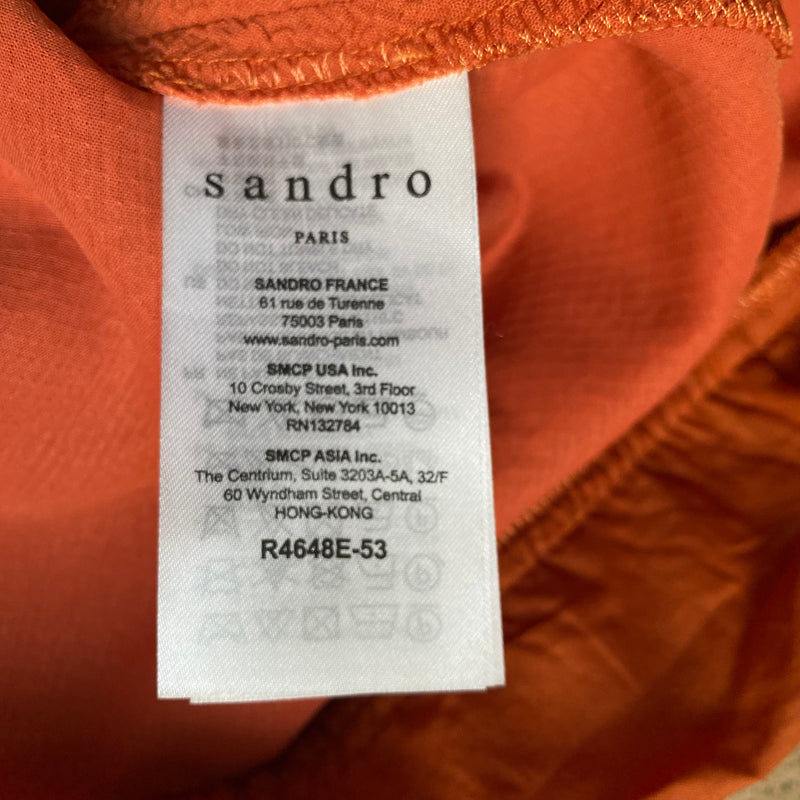 sandro
PARIS
SANDRO FRANCE
61 rue de Turenne
75003 Paris
www.sandro-paris.com
SMCP USA Inc.
10 Crosby Street, 3rd Floor
New York, New York 10013
RN132784
SMCP ASIA Inc.
The Centrium, Suite 3203A-5A, 32/F
60 Wyndham Street, Central
HONG-KONG
R4648E-53